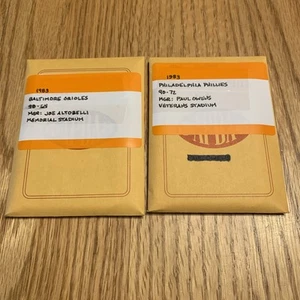 1983
BALTIMORE ORIOLES
98-64
MGR: JOE ALTOBELLI
MEMORIAL STADIUM
1983
PHILADELPHIA PHILLIES
90-72
MGR: PAUL OWENS
VETERANS STADIUM